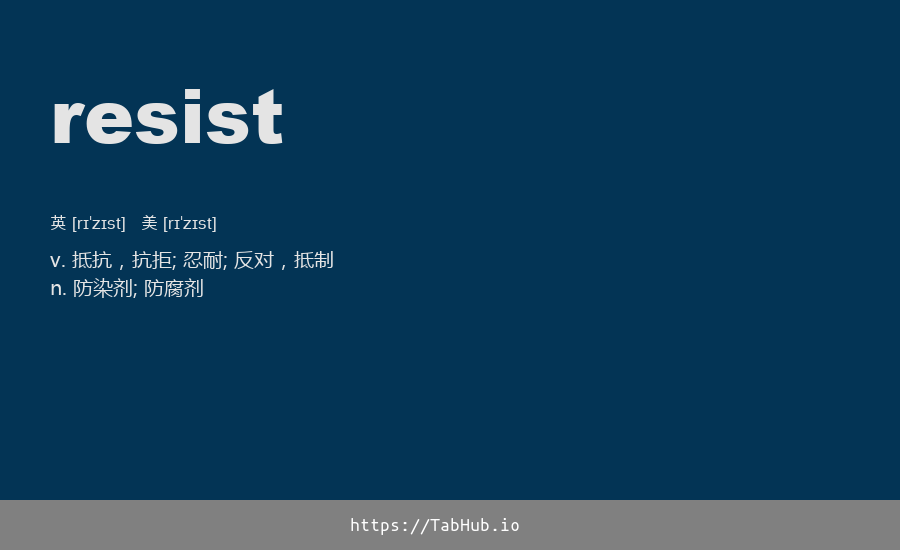 resist
英 [rɪˈzɪst]   美 [rɪˈzɪst]
v. 抵抗，抗拒; 忍耐; 反对，抵制
n. 防染剂; 防腐剂
https://TabHub.io